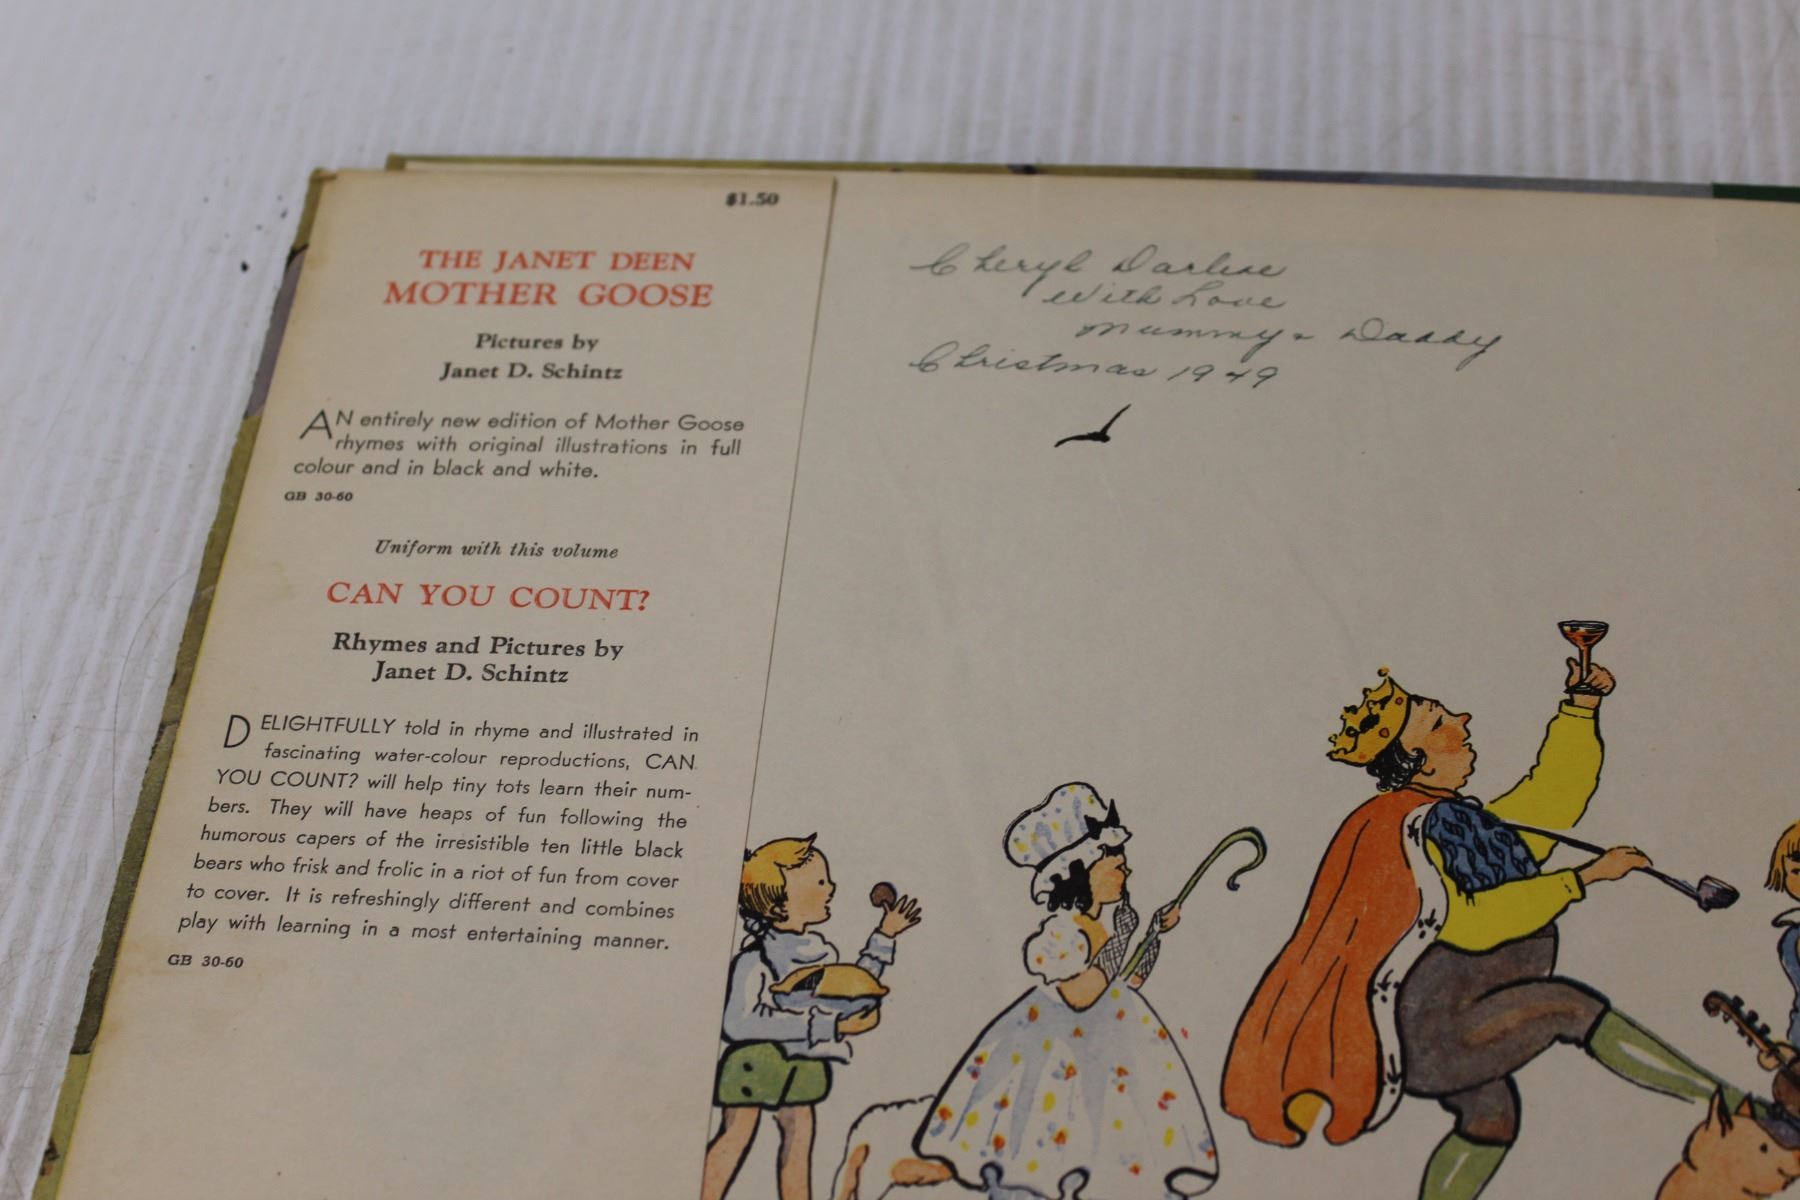 $1.50
THE JANET DEEN
MOTHER GOOSE
Pictures by
Janet D. Schintz
AN entirely new edition of Mother Goose
rhymes with original illustrations in full
colour and in black and white.
GB 30-60
Uniform with this volume
CAN YOU COUNT?
Rhymes and Pictures by
Janet D. Schintz
DELIGHTFULLY told in rhyme and illustrated in
fascinating water-colour reproductions, CAN
YOU COUNT? will help tiny tots learn their num-
bers. They will have heaps of fun following the
humorous capers of the irresistible ten little black
bears who frisk and frolic in a riot of fun from cover
to cover. It is refreshingly different and combines
play with learning in a most entertaining manner.
GB 30-60
Cheryl Darlene
With Love
Mummy & Daddy
Christmas 1949